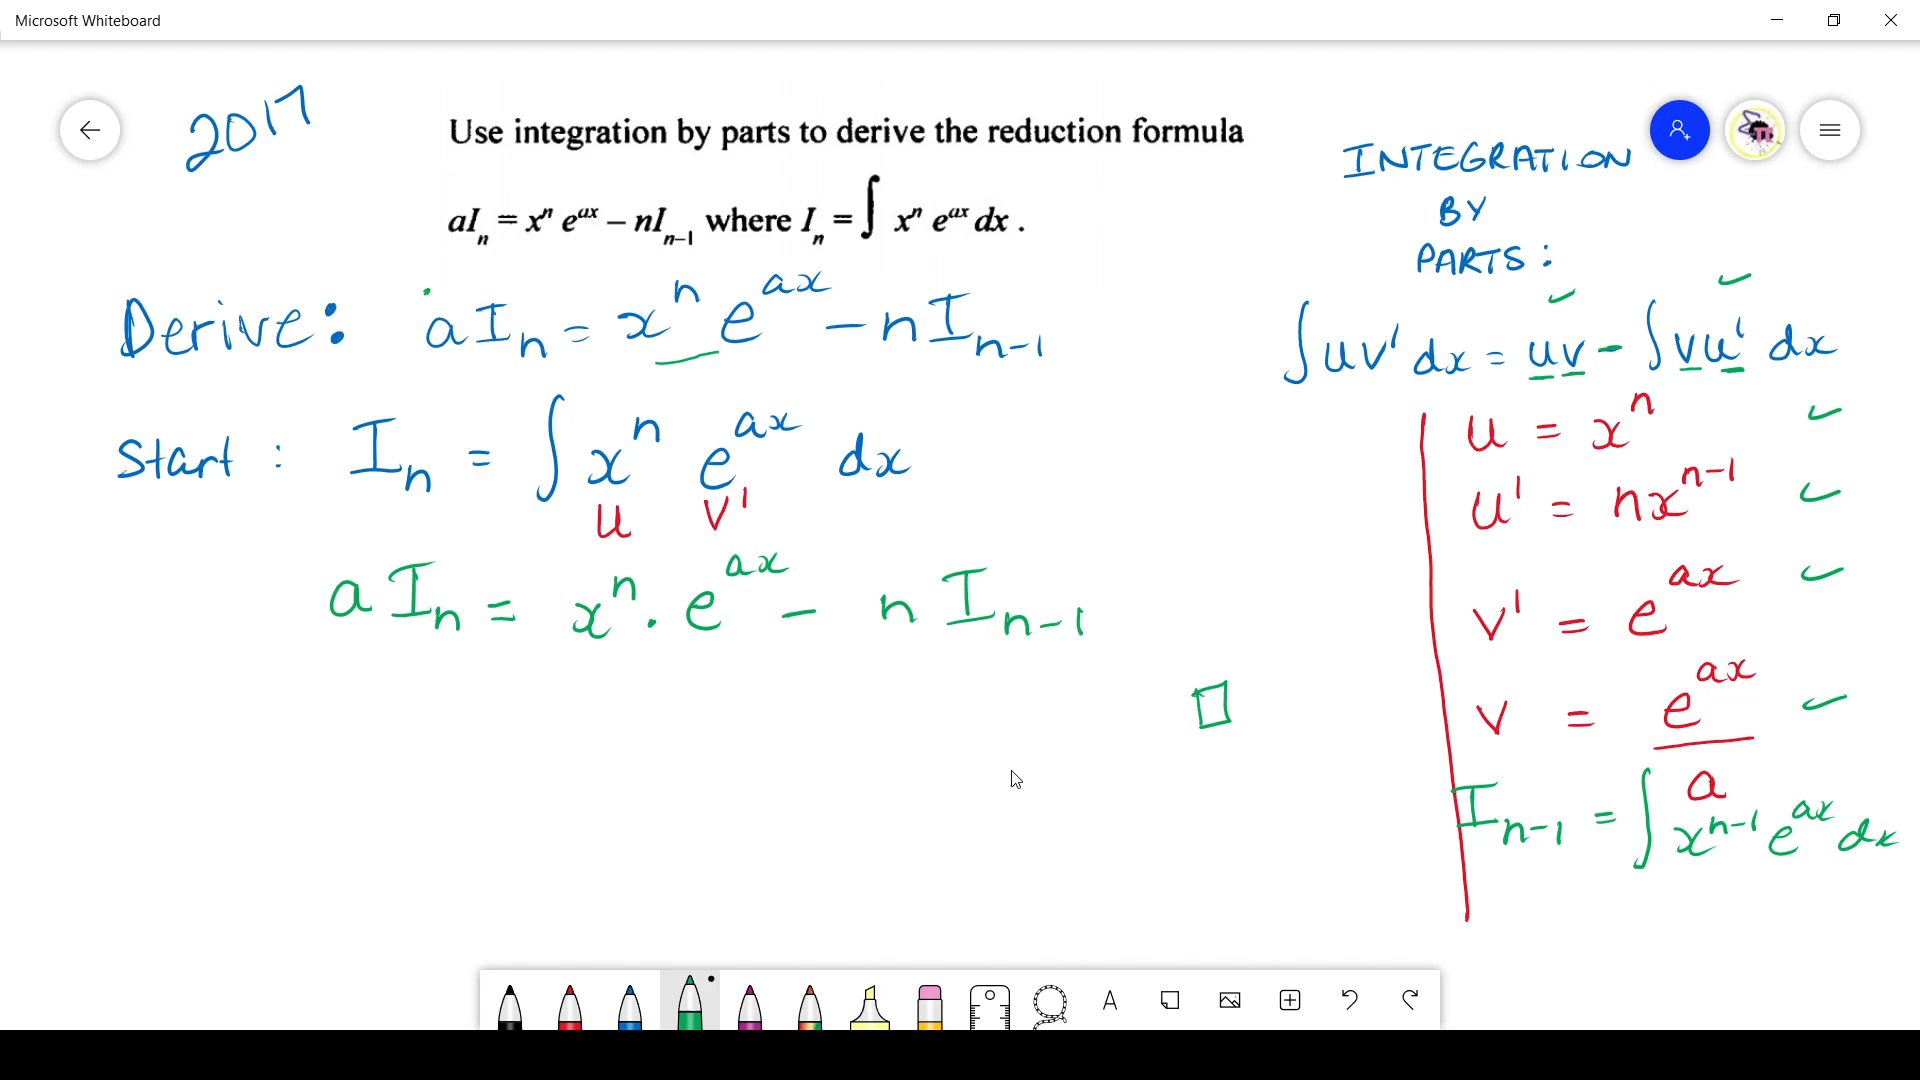 Microsoft Whiteboard
2017
Use integration by parts to derive the reduction formula
aIₙ = xⁿ eᵃˣ – nIₙ₋₁ where Iₙ = ∫ xⁿ eᵃˣ dx .
Derive: aIₙ = xⁿ eᵃˣ – nIₙ₋₁
Start : Iₙ = ∫ xⁿ eᵃˣ dx
u v'
a Iₙ = xⁿ · eᵃˣ – n Iₙ₋₁
INTEGRATION
BY
PARTS :
∫ uv' dx = uv – ∫ vu' dx
u = xⁿ
u' = nxⁿ⁻¹
v' = eᵃˣ
v = eᵃˣ / a
Iₙ₋₁ = ∫ xⁿ⁻¹ eᵃˣ dx